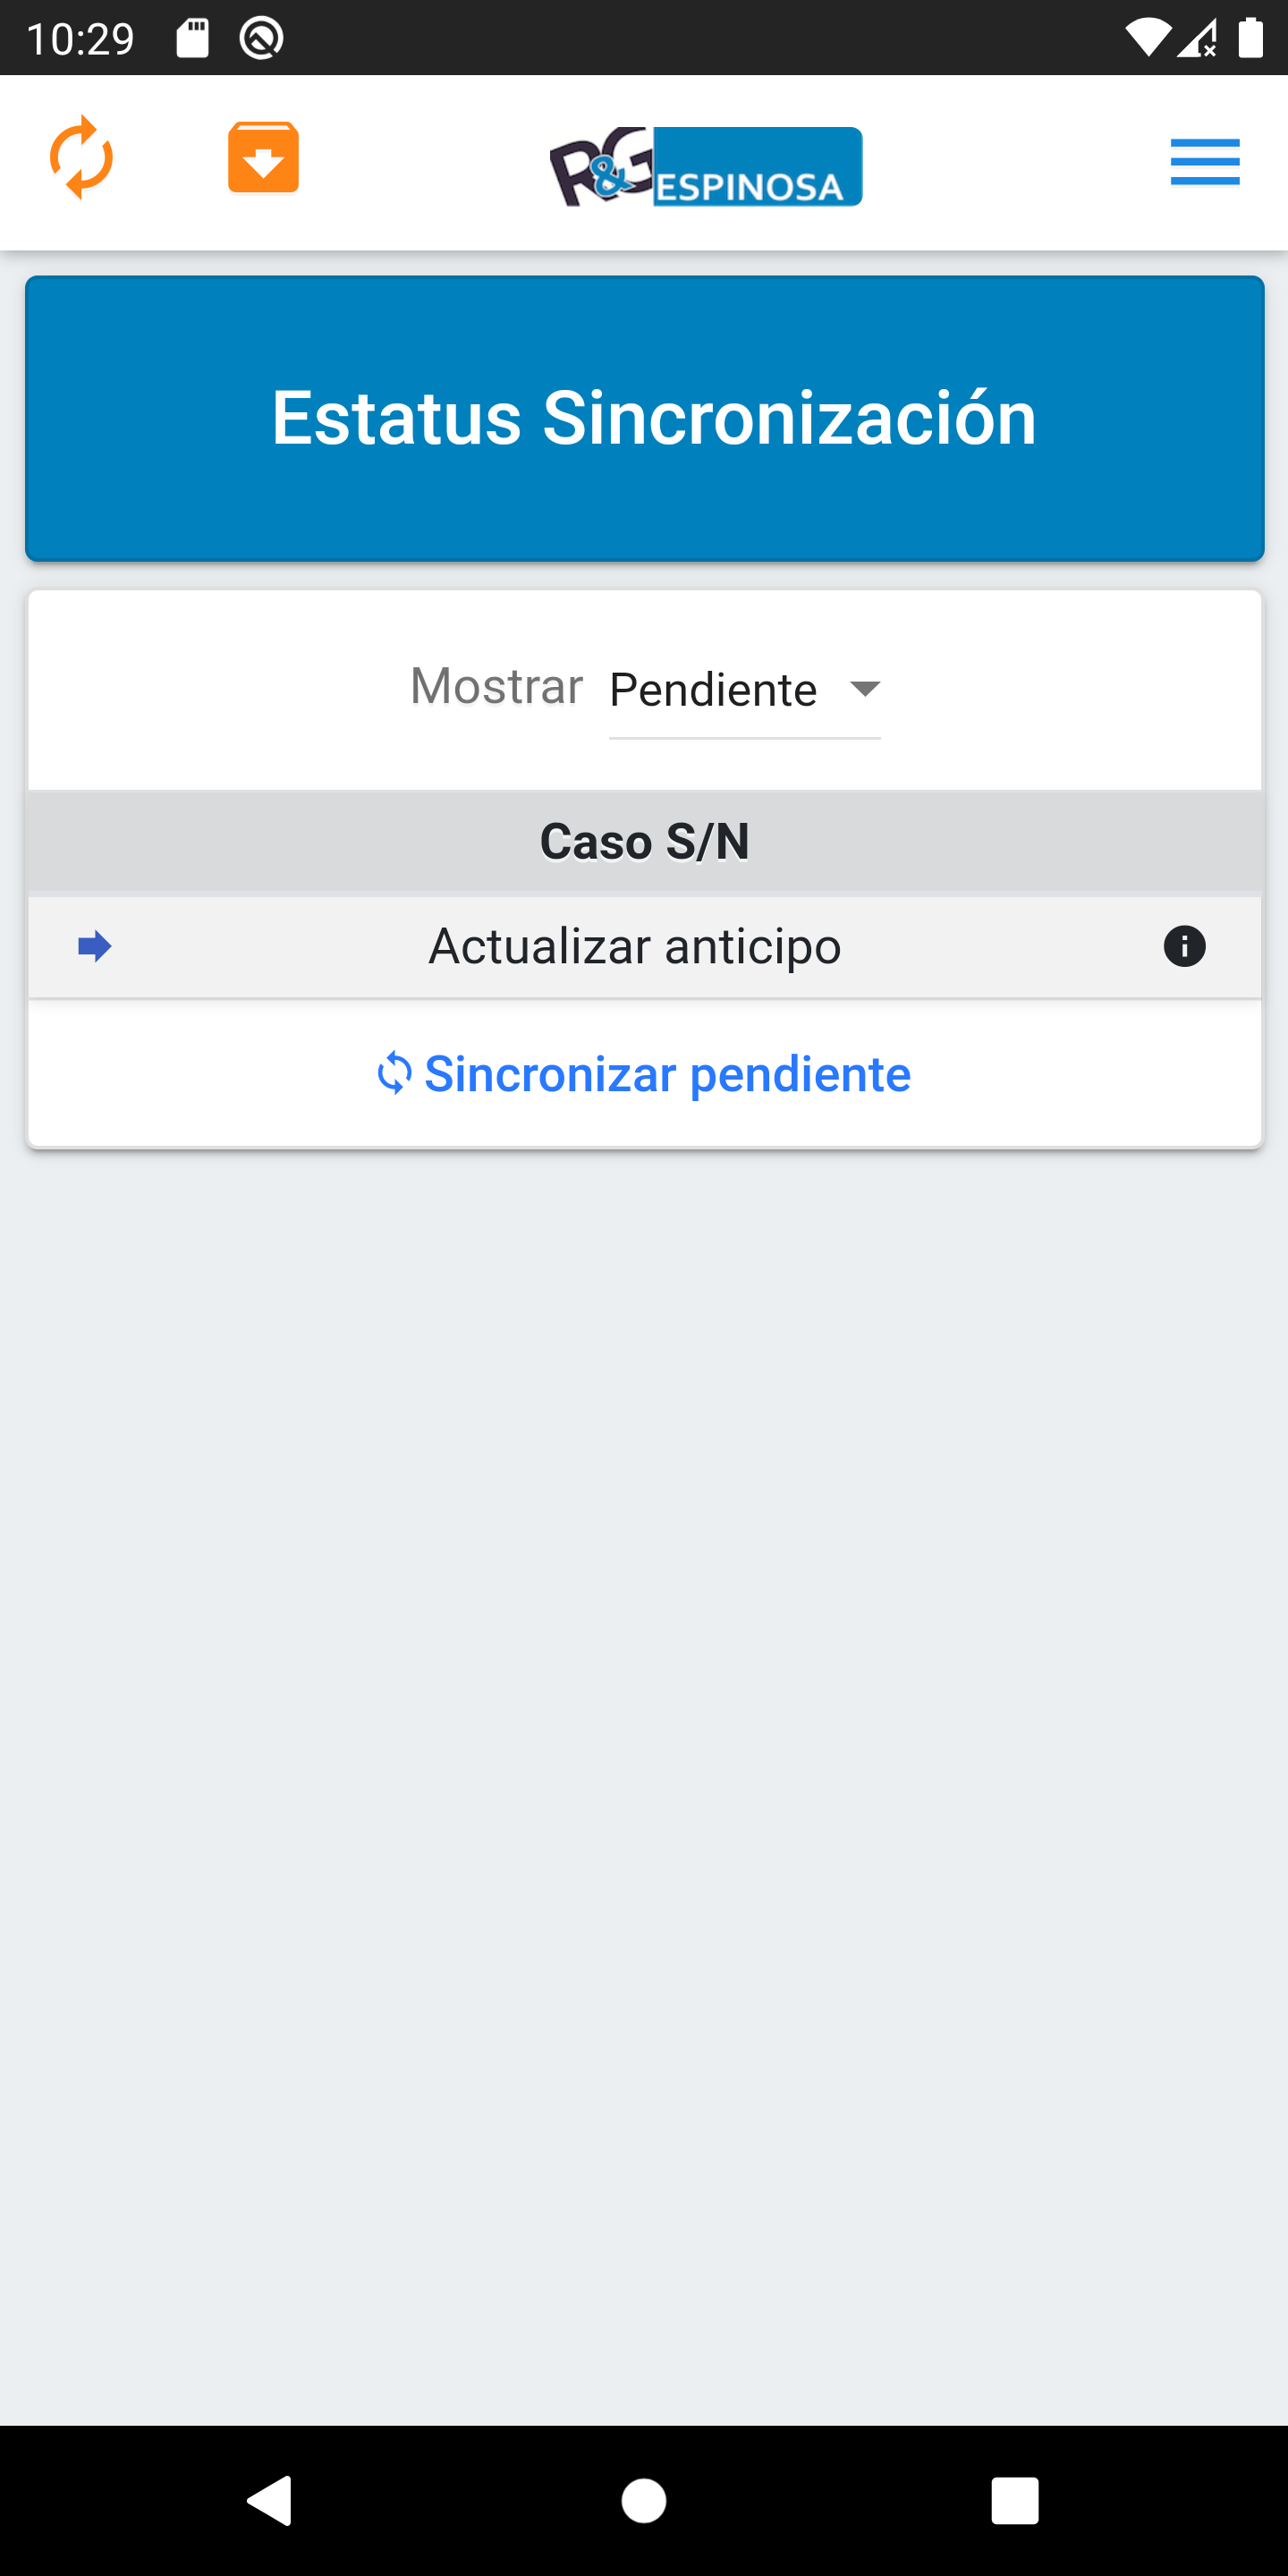 10:29
R&G ESPINOSA
Estatus Sincronización
Mostrar Pendiente
Caso S/N
Actualizar anticipo
Sincronizar pendiente